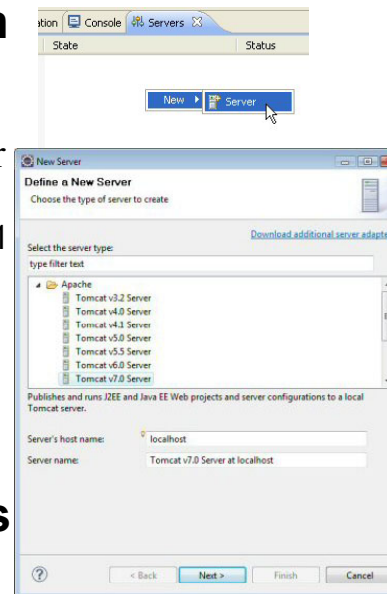 Console Servers
State Status
New Server
New Server
Define a New Server
Choose the type of server to create
Download additional server
Select the server type:
type filter text
Apache
Tomcat v3.2 Server
Tomcat v4.0 Server
Tomcat v4.1 Server
Tomcat v5.0 Server
Tomcat v5.5 Server
Tomcat v6.0 Server
Tomcat v7.0 Server
Publishes and runs J2EE and Java EE Web projects and server configurations to a local
Tomcat server.
Server's host name: localhost
Server name: Tomcat v7.0 Server at localhost
? < Back Next > Finish Cancel